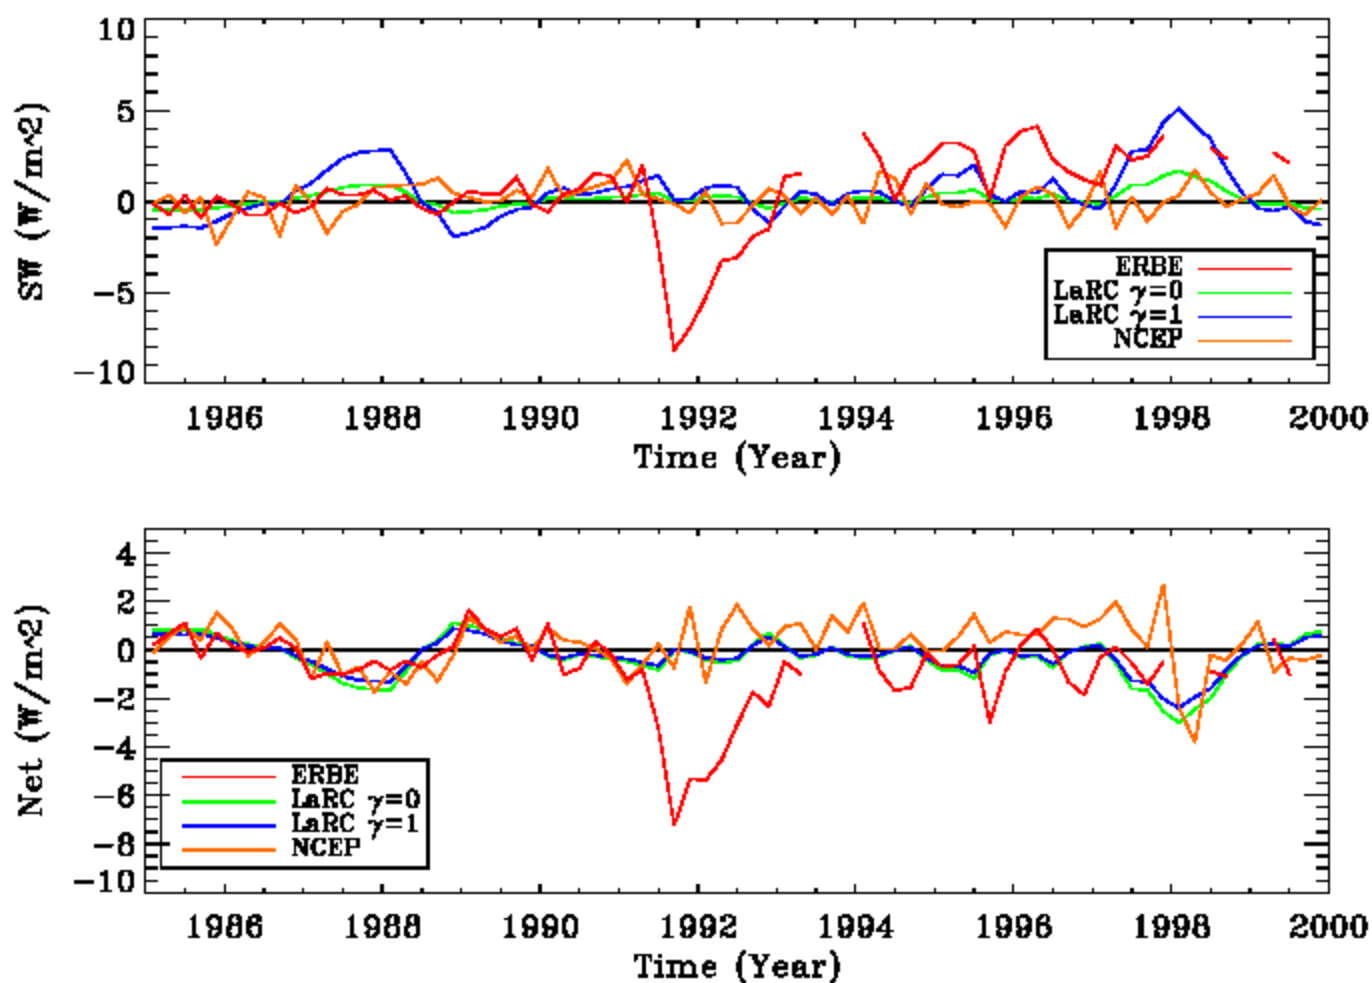 10
5
0
-5
-10
SW (W/m^2)
ERBE
LaRC γ=0
LaRC γ=1
NCEP
1986 1988 1990 1992 1994 1996 1998 2000
Time (Year)
4
2
0
-2
-4
-6
-8
-10
Net (W/m^2)
ERBE
LaRC γ=0
LaRC γ=1
NCEP
1986 1988 1990 1992 1994 1996 1998 2000
Time (Year)